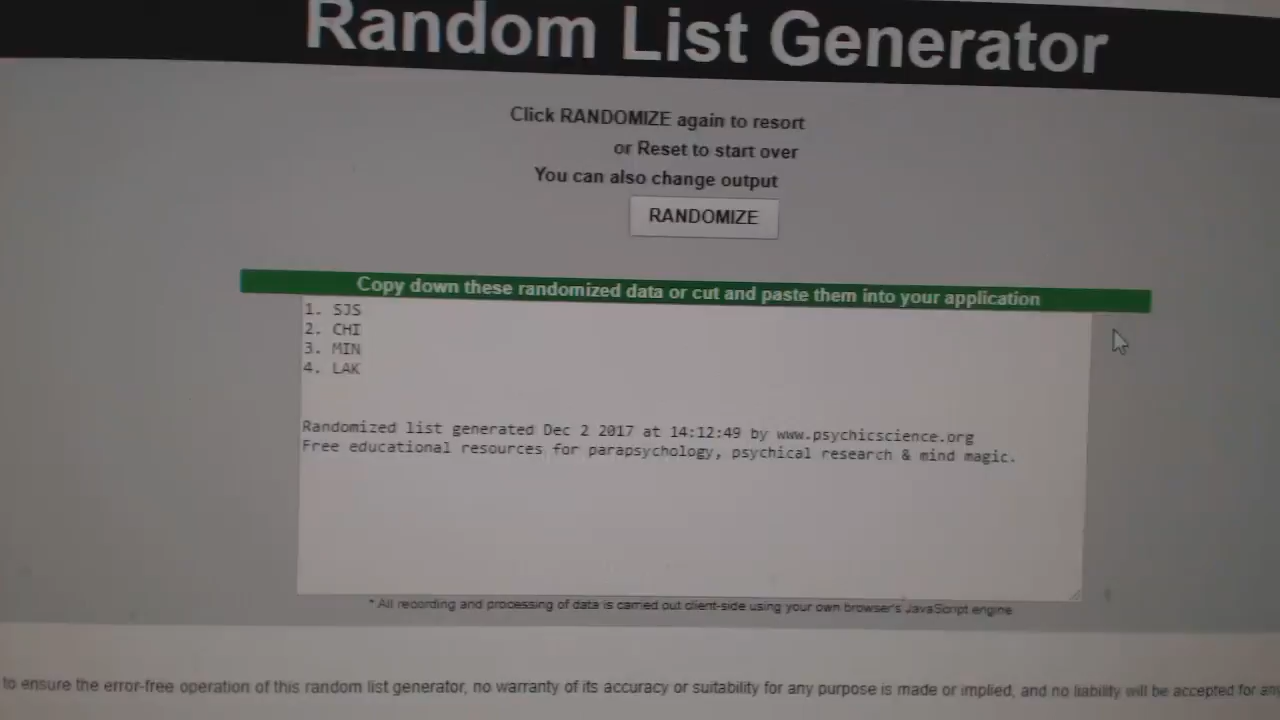 Random List Generator
Click RANDOMIZE again to resort
or Reset to start over
You can also change output
RANDOMIZE
Copy down these randomized data or cut and paste them into your application
1. SJS
2. CHI
3. MIN
4. LAK
Randomized list generated Dec 2 2017 at 14:12:49 by www.psychicscience.org
Free educational resources for parapsychology, psychical research & mind magic.
* All recording and processing of data is carried out client-side using your own browser's JavaScript engine
to ensure the error-free operation of this random list generator, no warranty of its accuracy or suitability for any purpose is made or implied, and no liability will be accepted for any